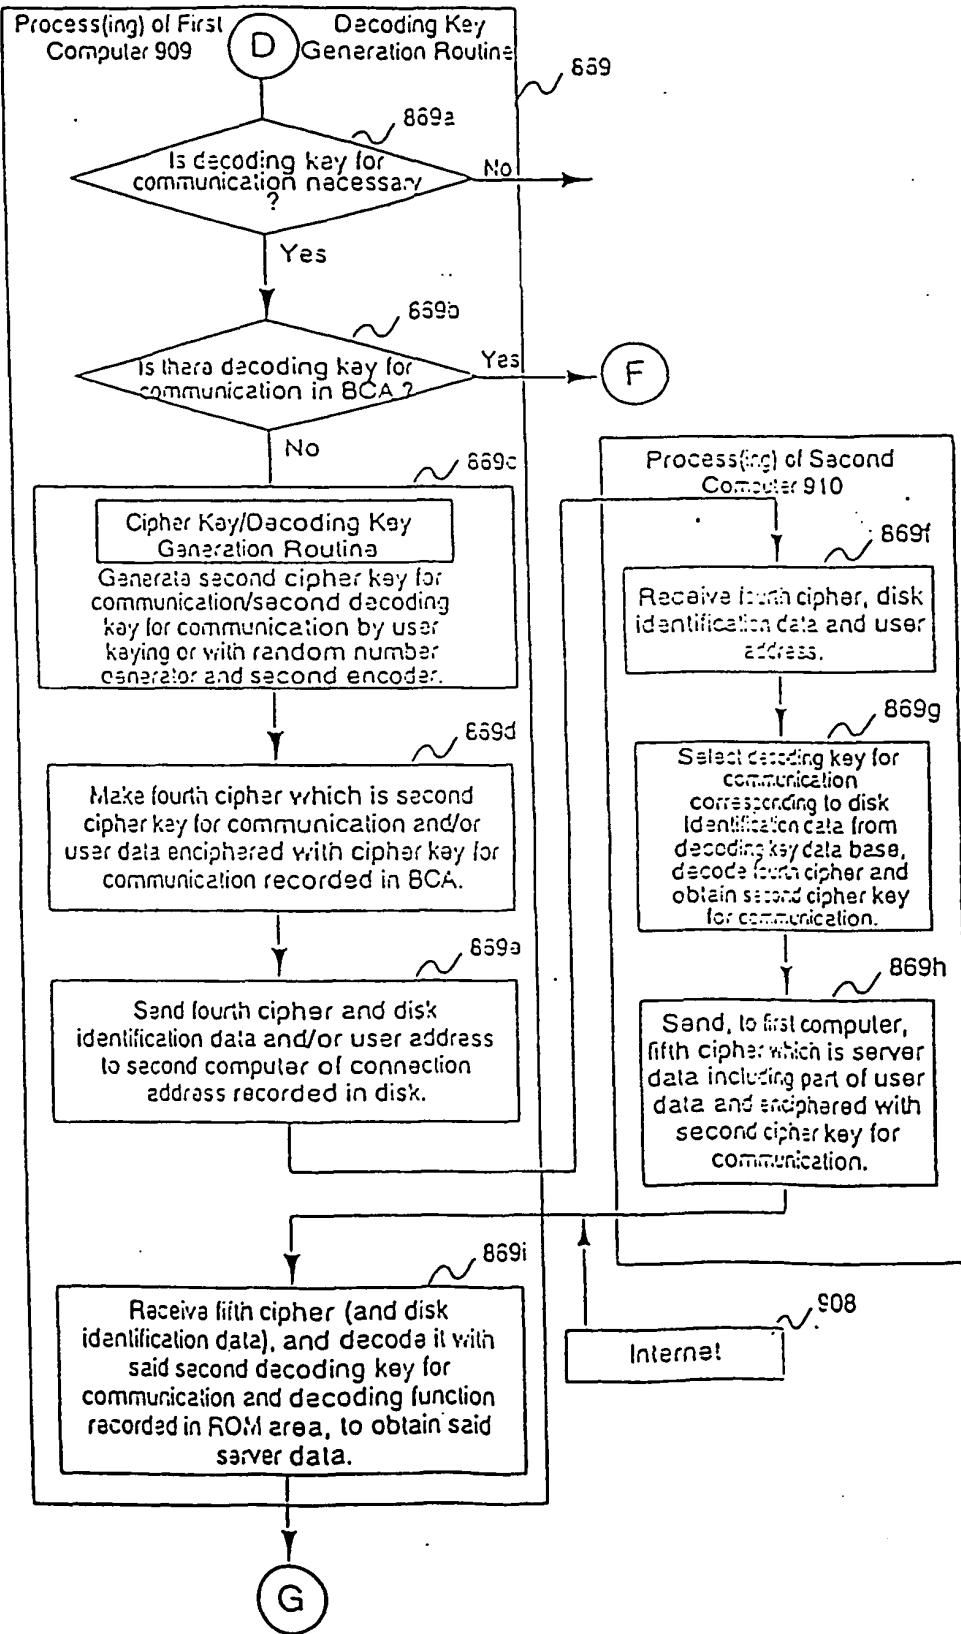 Process(ing) of First
Computer 909
D
Decoding Key
Generation Routine
869
869a
Is decoding key for
communication necessary
?
No
Yes
869b
Is there decoding key for
communication in BCA ?
Yes
F
No
869c
Cipher Key/Decoding Key
Generation Routine
Generate second cipher key for
communication/second decoding
key for communication by user
keying or with random number
generator and second encoder.
869d
Make fourth cipher which is second
cipher key for communication and/or
user data enciphered with cipher key for
communication recorded in BCA.
869e
Send fourth cipher and disk
identification data and/or user address
to second computer of connection
address recorded in disk.
Process(ing) of Second
Computer 910
869f
Receive fourth cipher, disk
identification data and user
address.
869g
Select decoding key for
communication
corresponding to disk
identification data from
decoding key data base,
decode fourth cipher and
obtain second cipher key
for communication.
869h
Send, to first computer,
fifth cipher which is server
data including part of user
data and enciphered with
second cipher key for
communication.
869i
Receive fifth cipher (and disk
identification data), and decode it with
said second decoding key for
communication and decoding function
recorded in ROM area, to obtain said
server data.
908
Internet
G